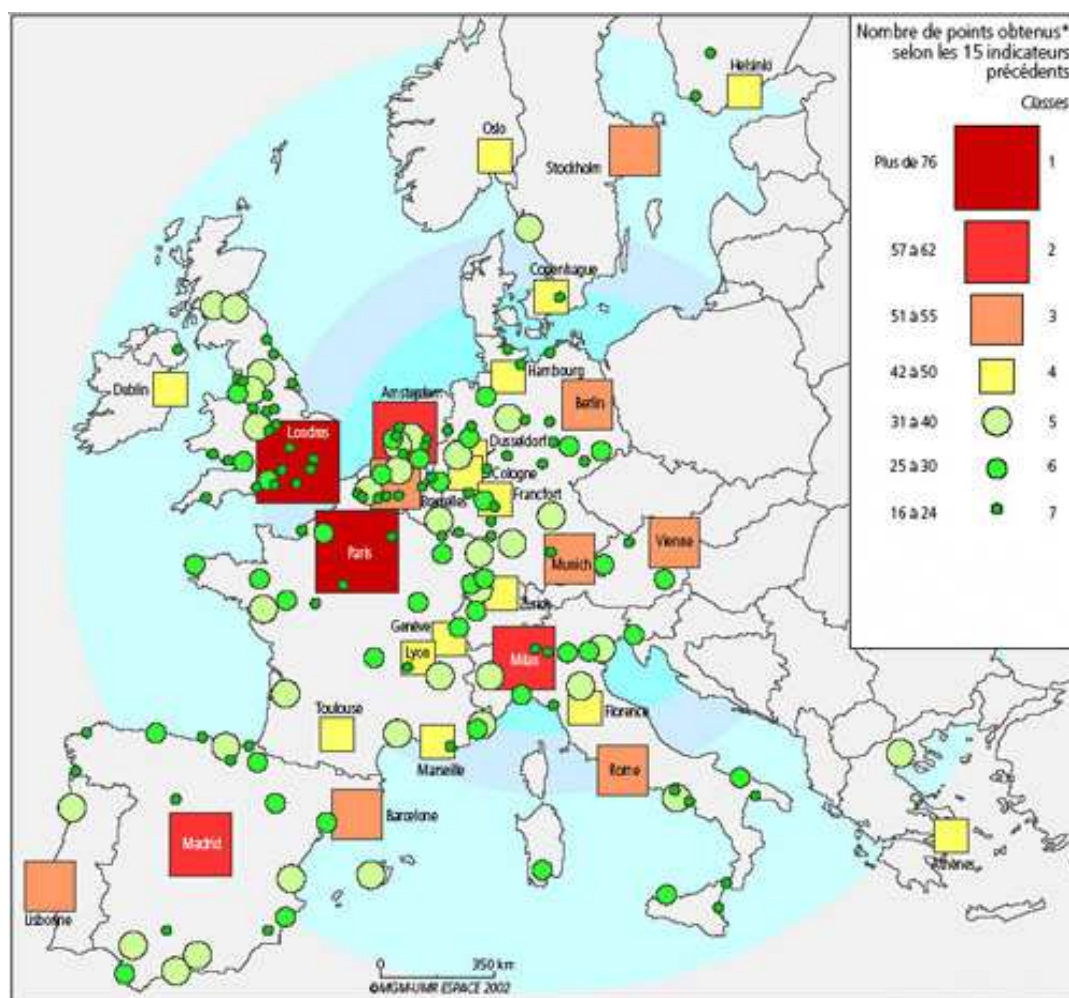 Nombre de points obtenus*
selon les 15 indicateurs
précédents
Classes
Plus de 76
1
57 à 62
2
51 à 55
3
42 à 50
4
31 à 40
5
25 à 30
6
16 à 24
7
Helsinki
Oslo
Stockholm
Copenhague
Dublin
Hambourg
Amsterdam
Berlin
Londres
Dusseldorf
Cologne
Bruxelles
Francfort
Paris
Vienne
Munich
Zurich
Genève
Lyon
Milan
Toulouse
Florence
Marseille
Rome
Barcelone
Madrid
Athènes
Lisbonne
0 350 km
©MGM-UMR ESPACE 2002